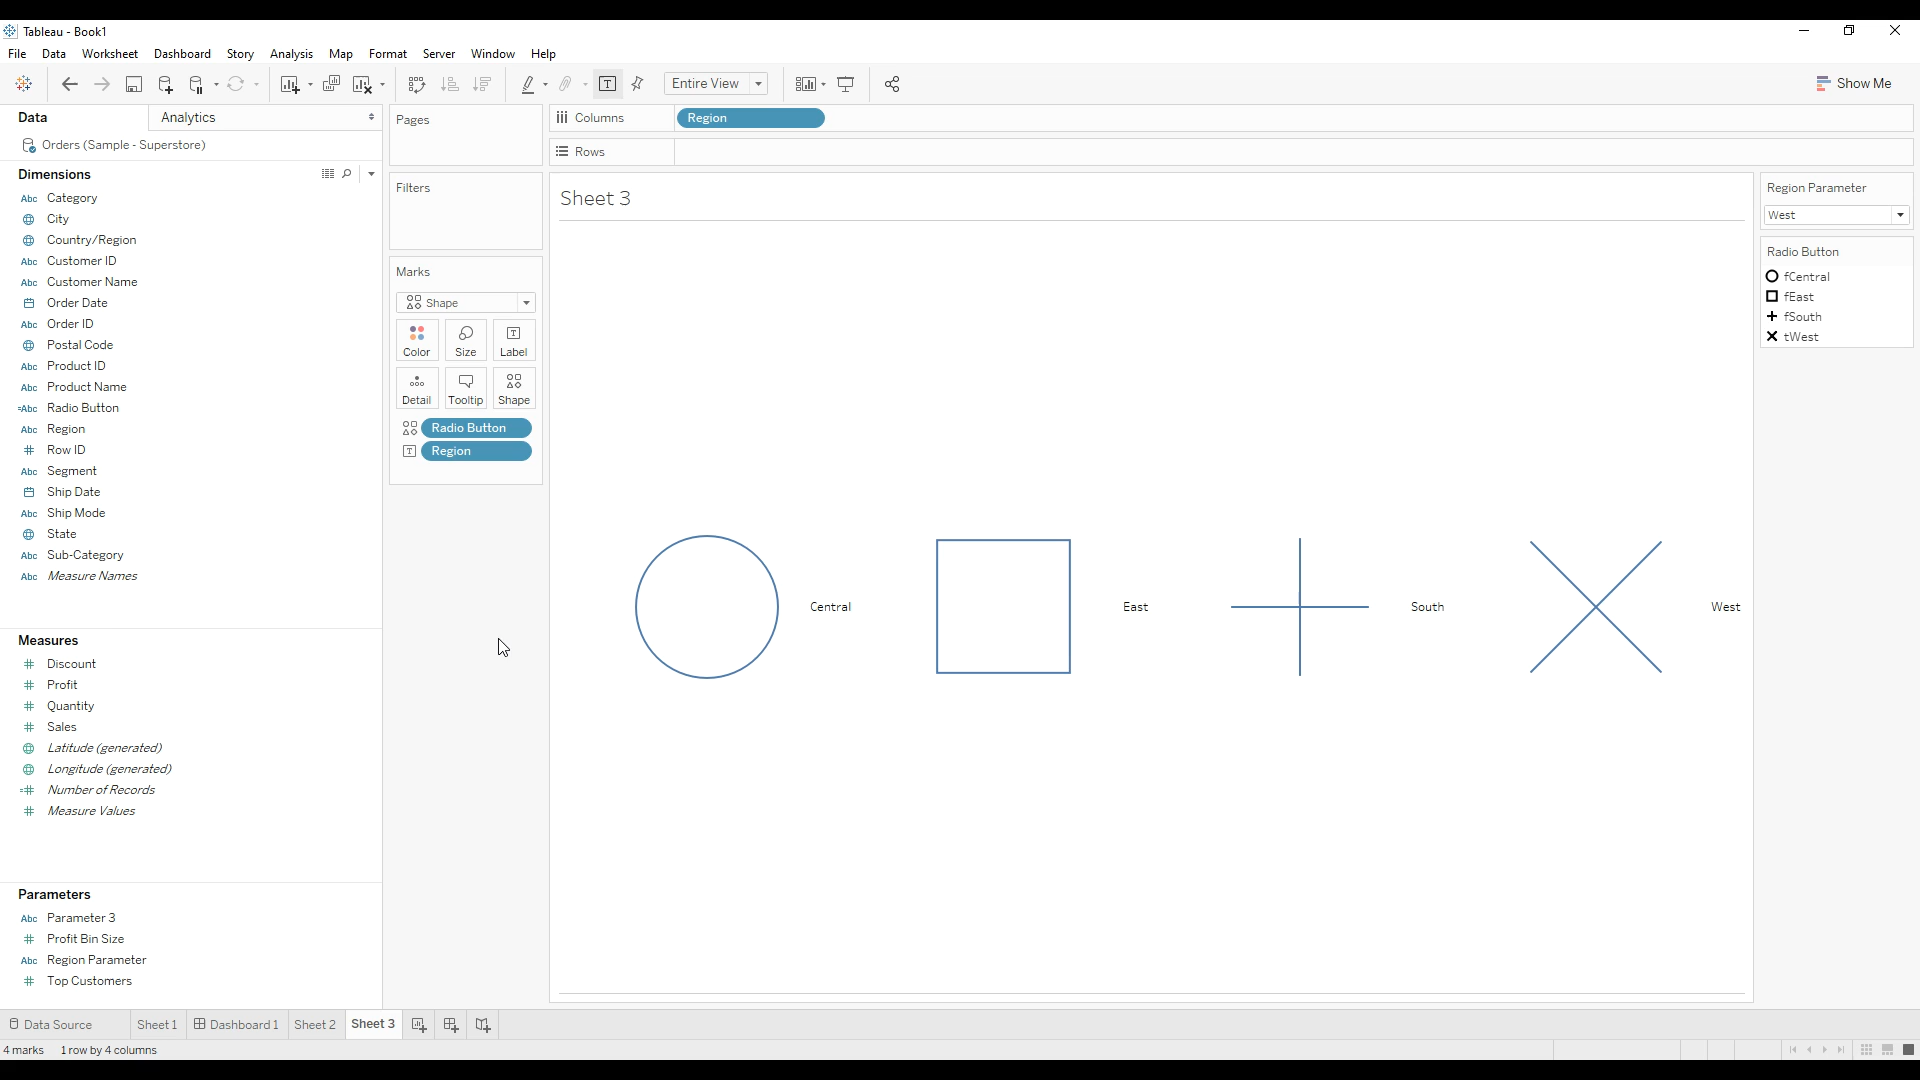 Tableau - Book1
File Data Worksheet Dashboard Story Analysis Map Format Server Window Help
Entire View
Show Me
Data
Analytics
Orders (Sample - Superstore)
Dimensions
Abc Category
City
Country/Region
Abc Customer ID
Abc Customer Name
Order Date
Abc Order ID
Postal Code
Abc Product ID
Abc Product Name
=Abc Radio Button
Abc Region
# Row ID
Abc Segment
Ship Date
Abc Ship Mode
State
Abc Sub-Category
Abc Measure Names
Measures
# Discount
# Profit
# Quantity
# Sales
Latitude (generated)
Longitude (generated)
=# Number of Records
# Measure Values
Parameters
Abc Parameter 3
# Profit Bin Size
Abc Region Parameter
# Top Customers
Pages
Filters
Marks
Shape
Color Size Label
Detail Tooltip Shape
Radio Button
Region
Columns Region
Rows
Sheet 3
Central East South West
Region Parameter
West
Radio Button
fCentral
fEast
fSouth
tWest
Data Source Sheet 1 Dashboard 1 Sheet 2 Sheet 3
4 marks 1 row by 4 columns